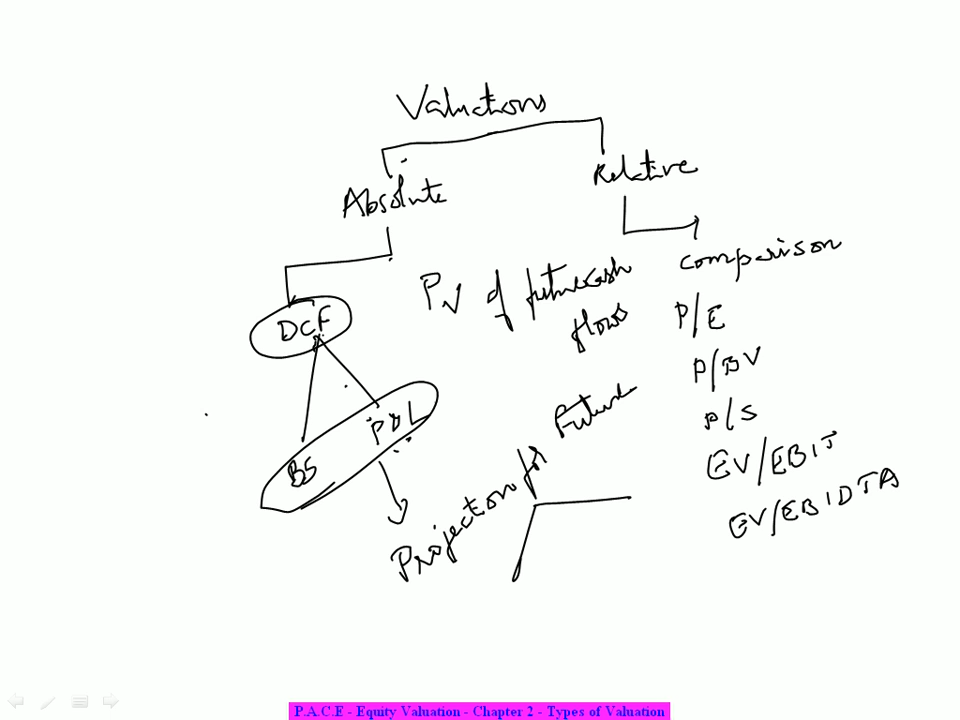 Valuations
Absolute
Relative
DCF
PV of future cash
flows
comparison
P/E
P/BV
P/S
EV/EBIT
EV/EBIDTA
BS
P&L
Projection for Future
P.A.C.E - Equity Valuation - Chapter 2 - Types of Valuation